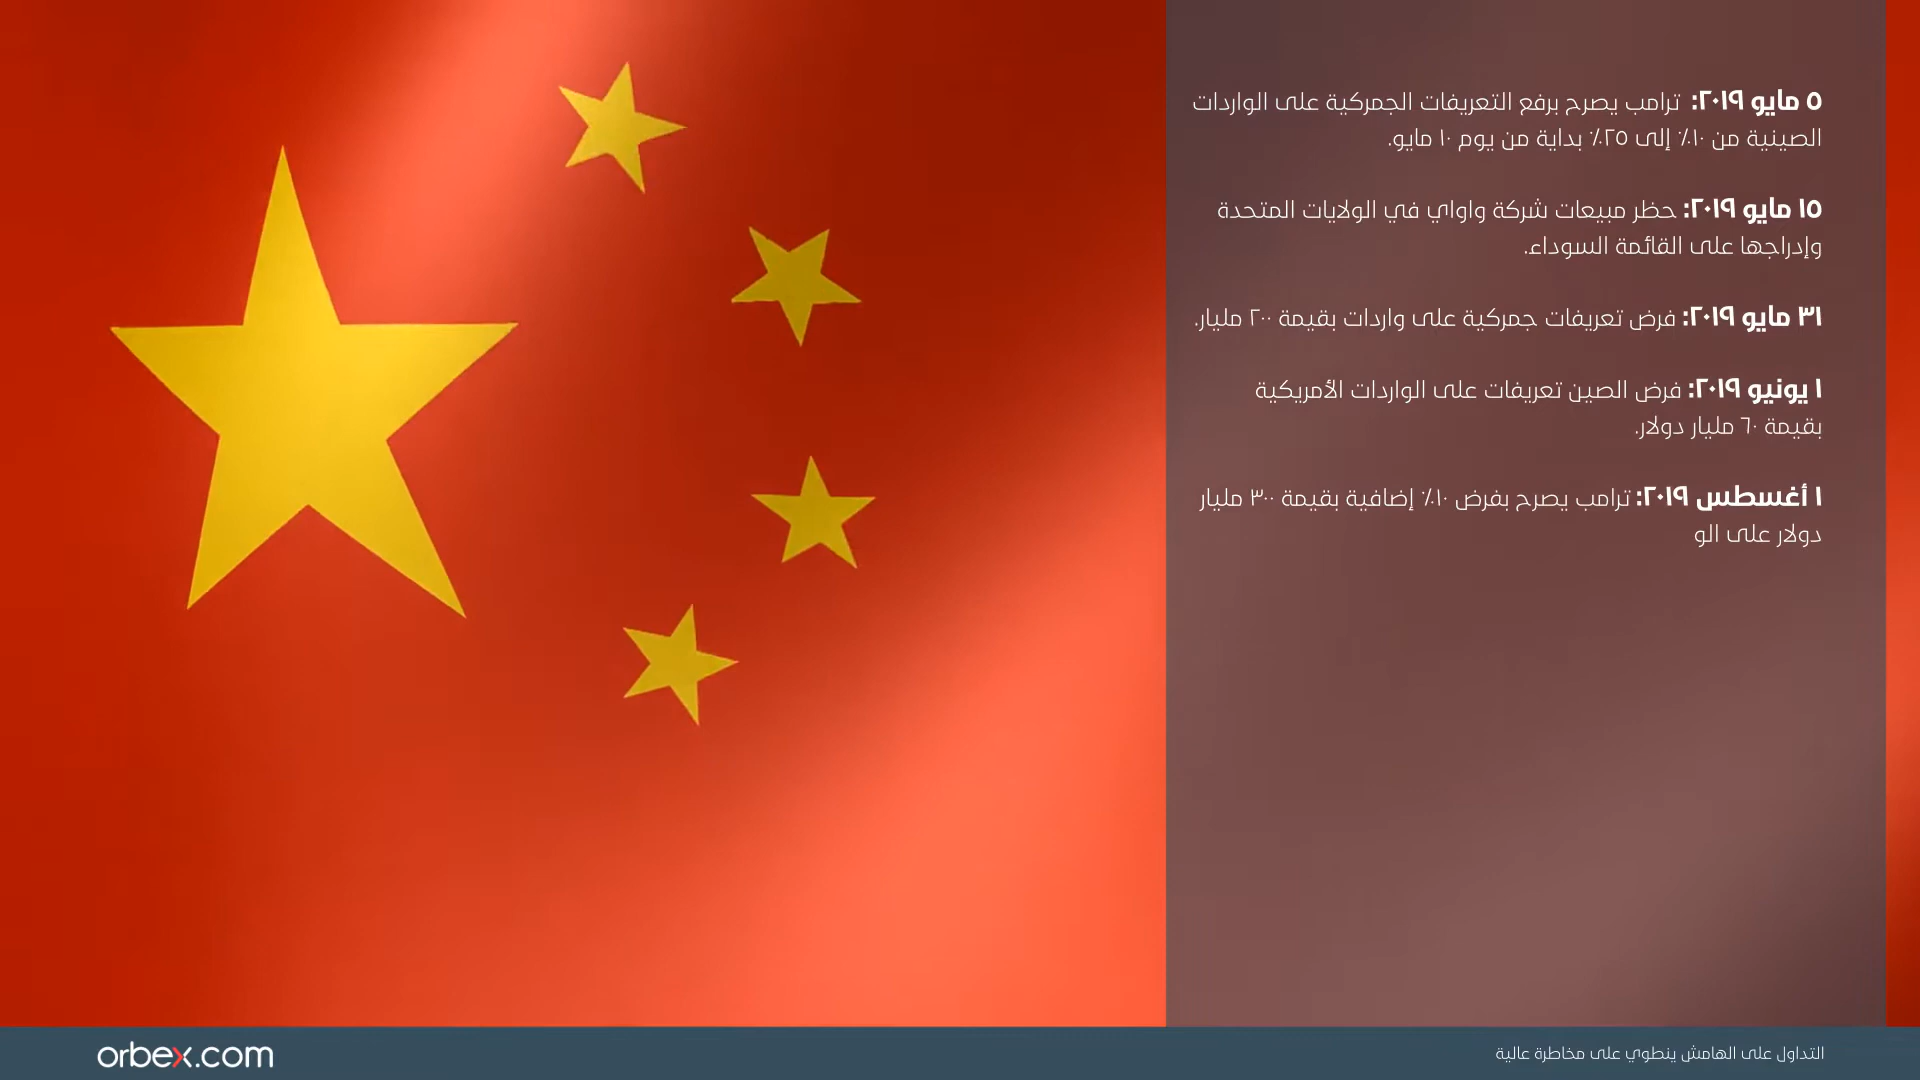 ٥ مايو ٢٠١٩: ترامب يصرح برفع التعريفات الجمركية على الواردات
الصينية من ١٠٪ إلى ٢٥٪ بداية من يوم ١٠ مايو.
١٥ مايو ٢٠١٩: حظر مبيعات شركة واواي في الولايات المتحدة
وإدراجها على القائمة السوداء.
٣١ مايو ٢٠١٩: فرض تعريفات جمركية على واردات بقيمة ٢٠٠ مليار.
١ يونيو ٢٠١٩: فرض الصين تعريفات على الواردات الأمريكية
بقيمة ٦٠ مليار دولار.
١ أغسطس ٢٠١٩: ترامب يصرح بفرض ١٠٪ إضافية بقيمة ٣٠٠ مليار
دولار على الو
التداول على الهامش ينطوي على مخاطرة عالية
orbex.com